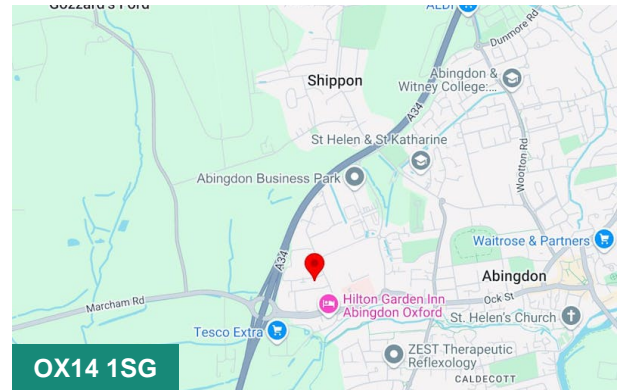 Gozzard's Ford
ALDI
Dunmore Rd
Shippon
Abingdon &
Witney College:...
A34
St Helen & St Katharine
Wootton Rd
Abingdon Business Park
Waitrose & Partners
A34
Abingdon
Hilton Garden Inn
Abingdon Oxford
Ock St
Marcham Rd
St. Helen's Church
Tesco Extra
ZEST Therapeutic
Reflexology
OX14 1SG
CALDECOTT